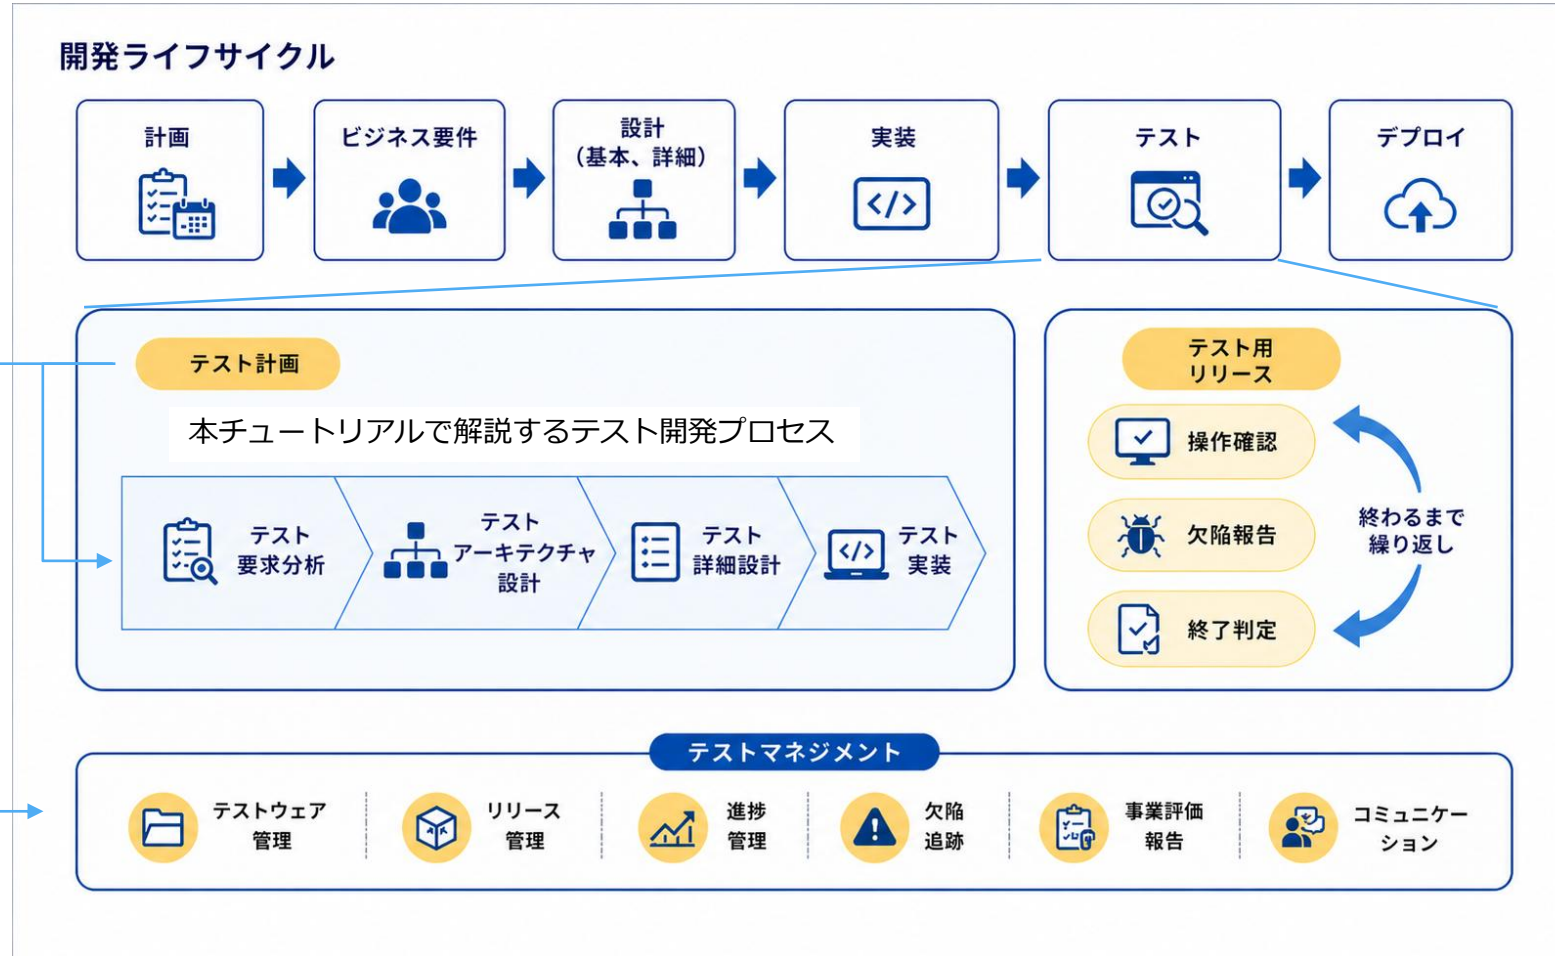 開発ライフサイクル
計画
ビジネス要件
設計
（基本、詳細）
実装
テスト
デプロイ
テスト計画
本チュートリアルで解説するテスト開発プロセス
テスト
要求分析
テスト
アーキテクチャ
設計
テスト
詳細設計
テスト
実装
テスト用
リリース
操作確認
欠陥報告
終了判定
終わるまで
繰り返し
テストマネジメント
テストウェア
管理
リリース
管理
進捗
管理
欠陥
追跡
事業評価
報告
コミュニケー
ション